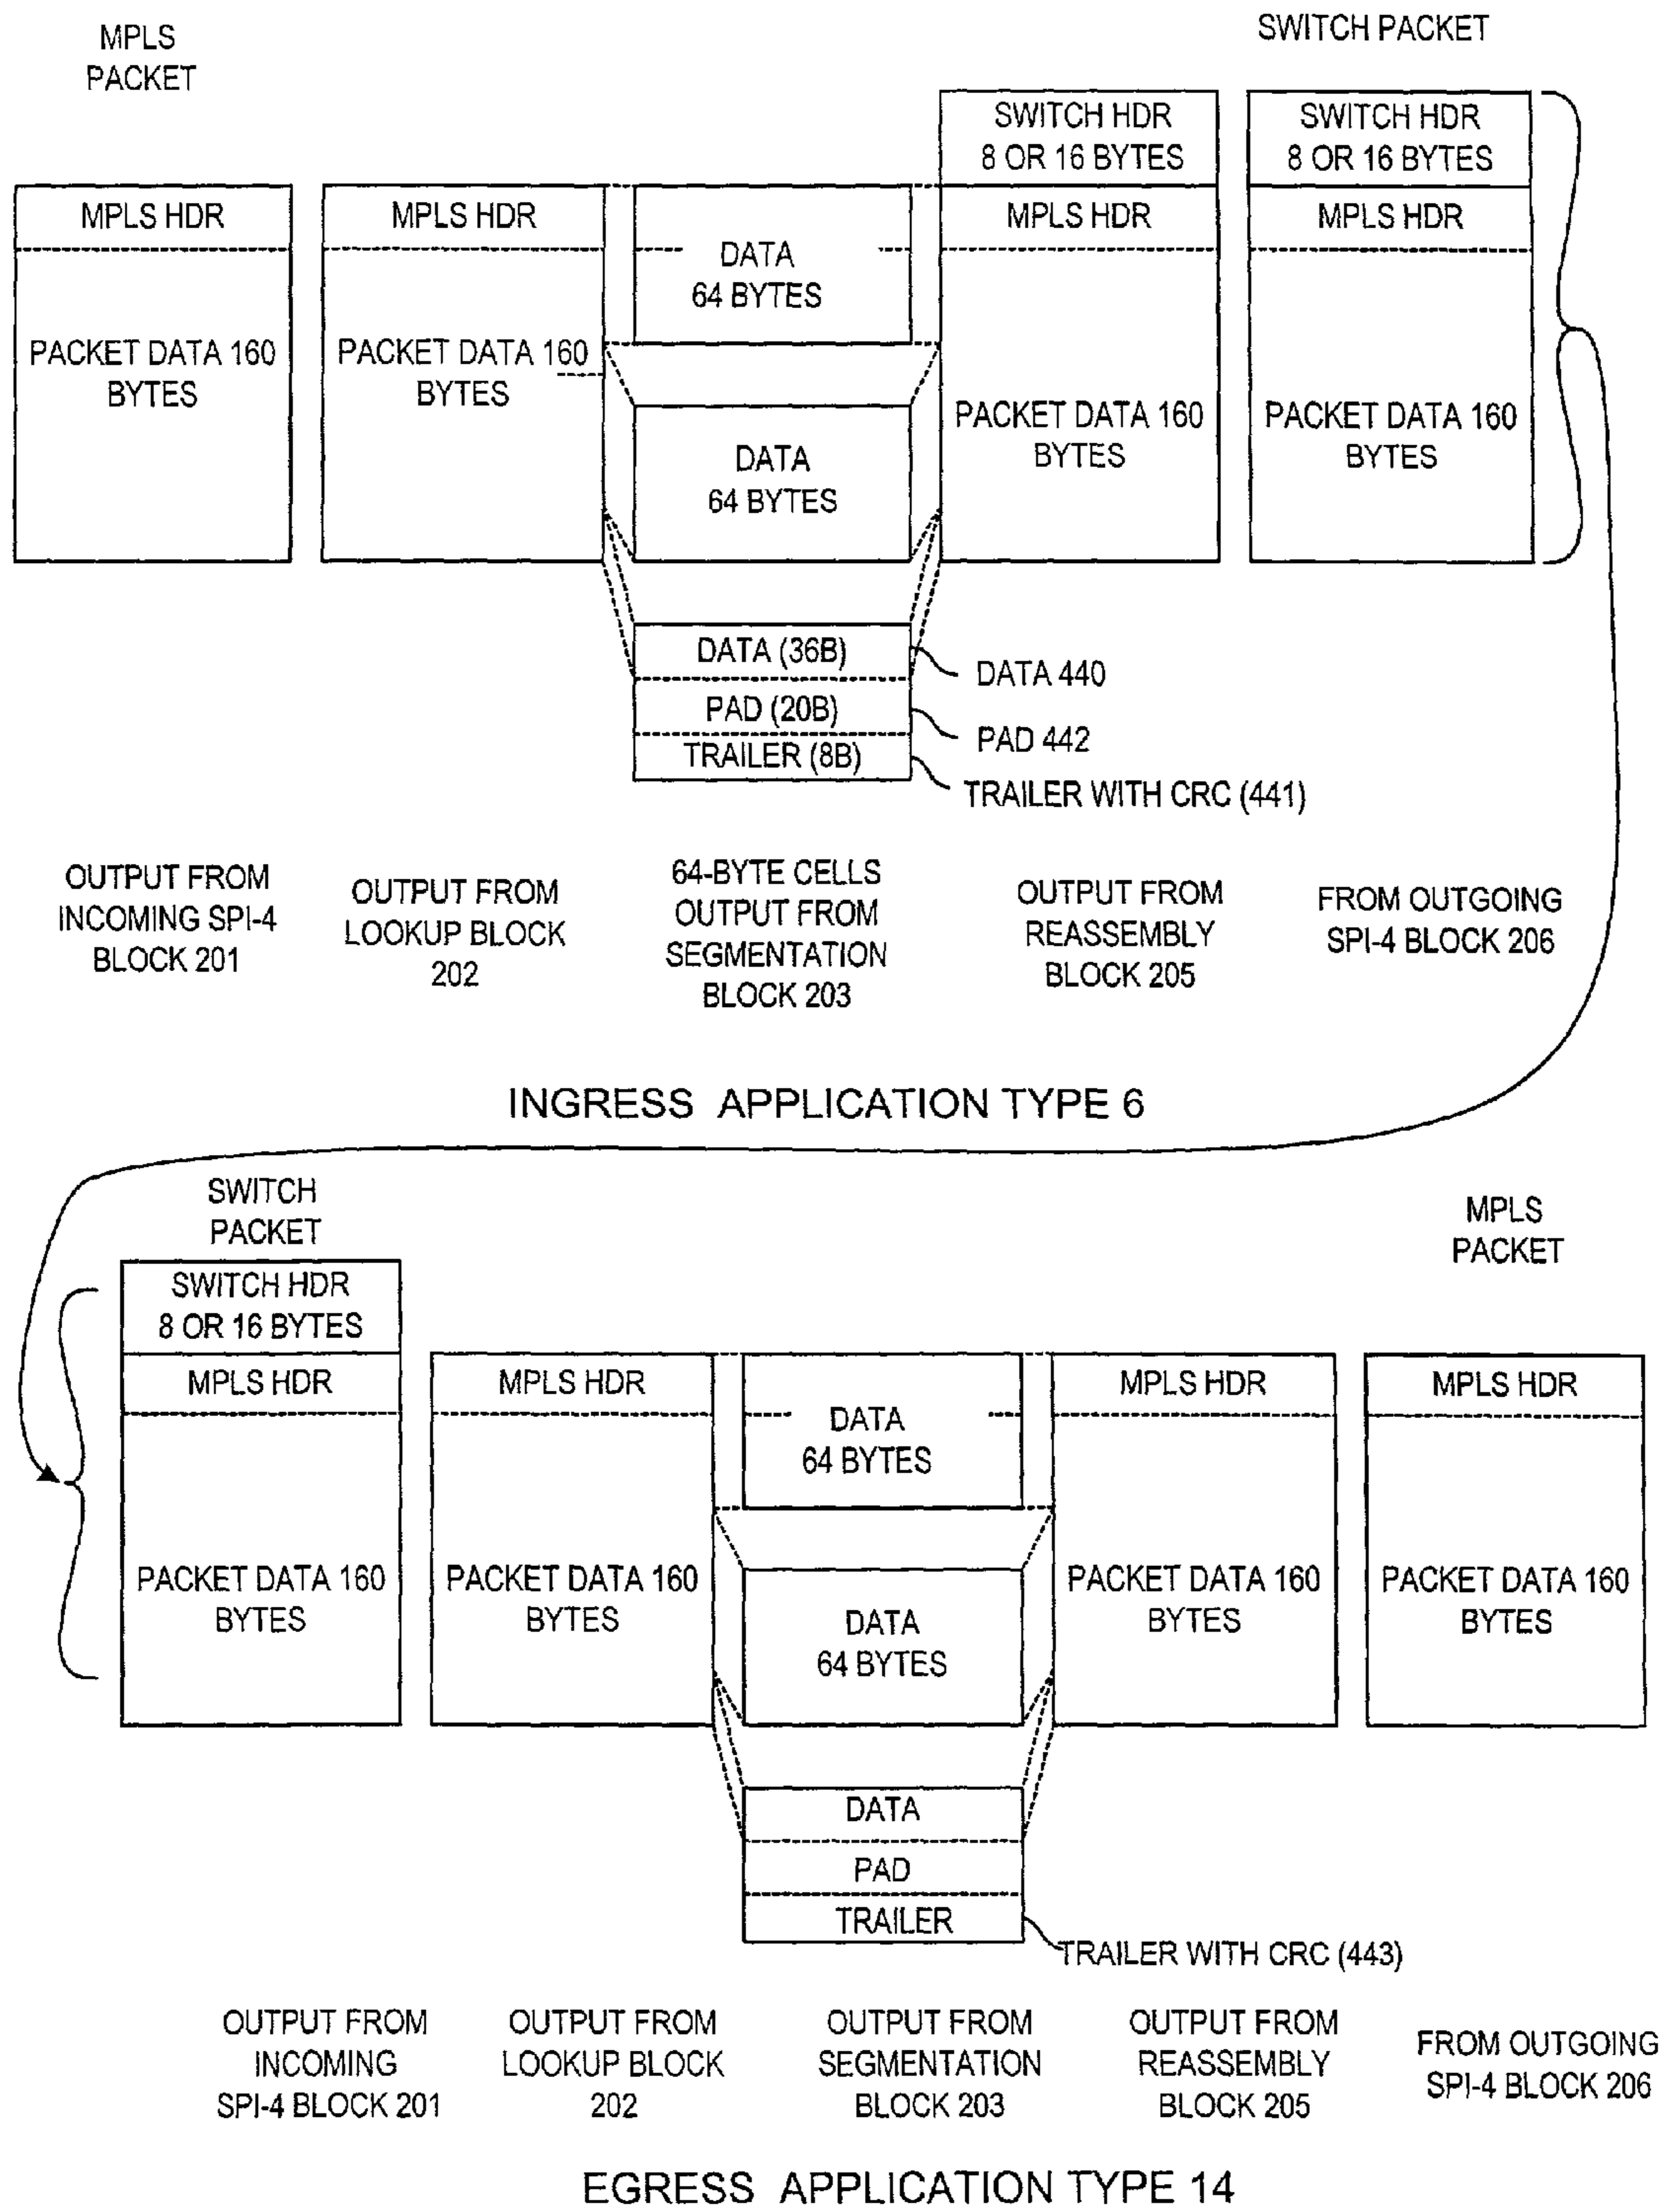 MPLS
PACKET
SWITCH PACKET
SWITCH HDR
8 OR 16 BYTES
SWITCH HDR
8 OR 16 BYTES
MPLS HDR
MPLS HDR
DATA
64 BYTES
MPLS HDR
MPLS HDR
PACKET DATA 160
BYTES
PACKET DATA 160
BYTES
DATA
64 BYTES
PACKET DATA 160
BYTES
PACKET DATA 160
BYTES
DATA (36B)
DATA 440
PAD (20B)
PAD 442
TRAILER (8B)
TRAILER WITH CRC (441)
OUTPUT FROM
INCOMING SPI-4
BLOCK 201
OUTPUT FROM
LOOKUP BLOCK
202
64-BYTE CELLS
OUTPUT FROM
SEGMENTATION
BLOCK 203
OUTPUT FROM
REASSEMBLY
BLOCK 205
FROM OUTGOING
SPI-4 BLOCK 206
INGRESS APPLICATION TYPE 6
SWITCH
PACKET
MPLS
PACKET
SWITCH HDR
8 OR 16 BYTES
MPLS HDR
MPLS HDR
DATA
64 BYTES
MPLS HDR
MPLS HDR
PACKET DATA 160
BYTES
PACKET DATA 160
BYTES
DATA
64 BYTES
PACKET DATA 160
BYTES
PACKET DATA 160
BYTES
DATA
PAD
TRAILER
TRAILER WITH CRC (443)
OUTPUT FROM
INCOMING
SPI-4 BLOCK 201
OUTPUT FROM
LOOKUP BLOCK
202
OUTPUT FROM
SEGMENTATION
BLOCK 203
OUTPUT FROM
REASSEMBLY
BLOCK 205
FROM OUTGOING
SPI-4 BLOCK 206
EGRESS APPLICATION TYPE 14